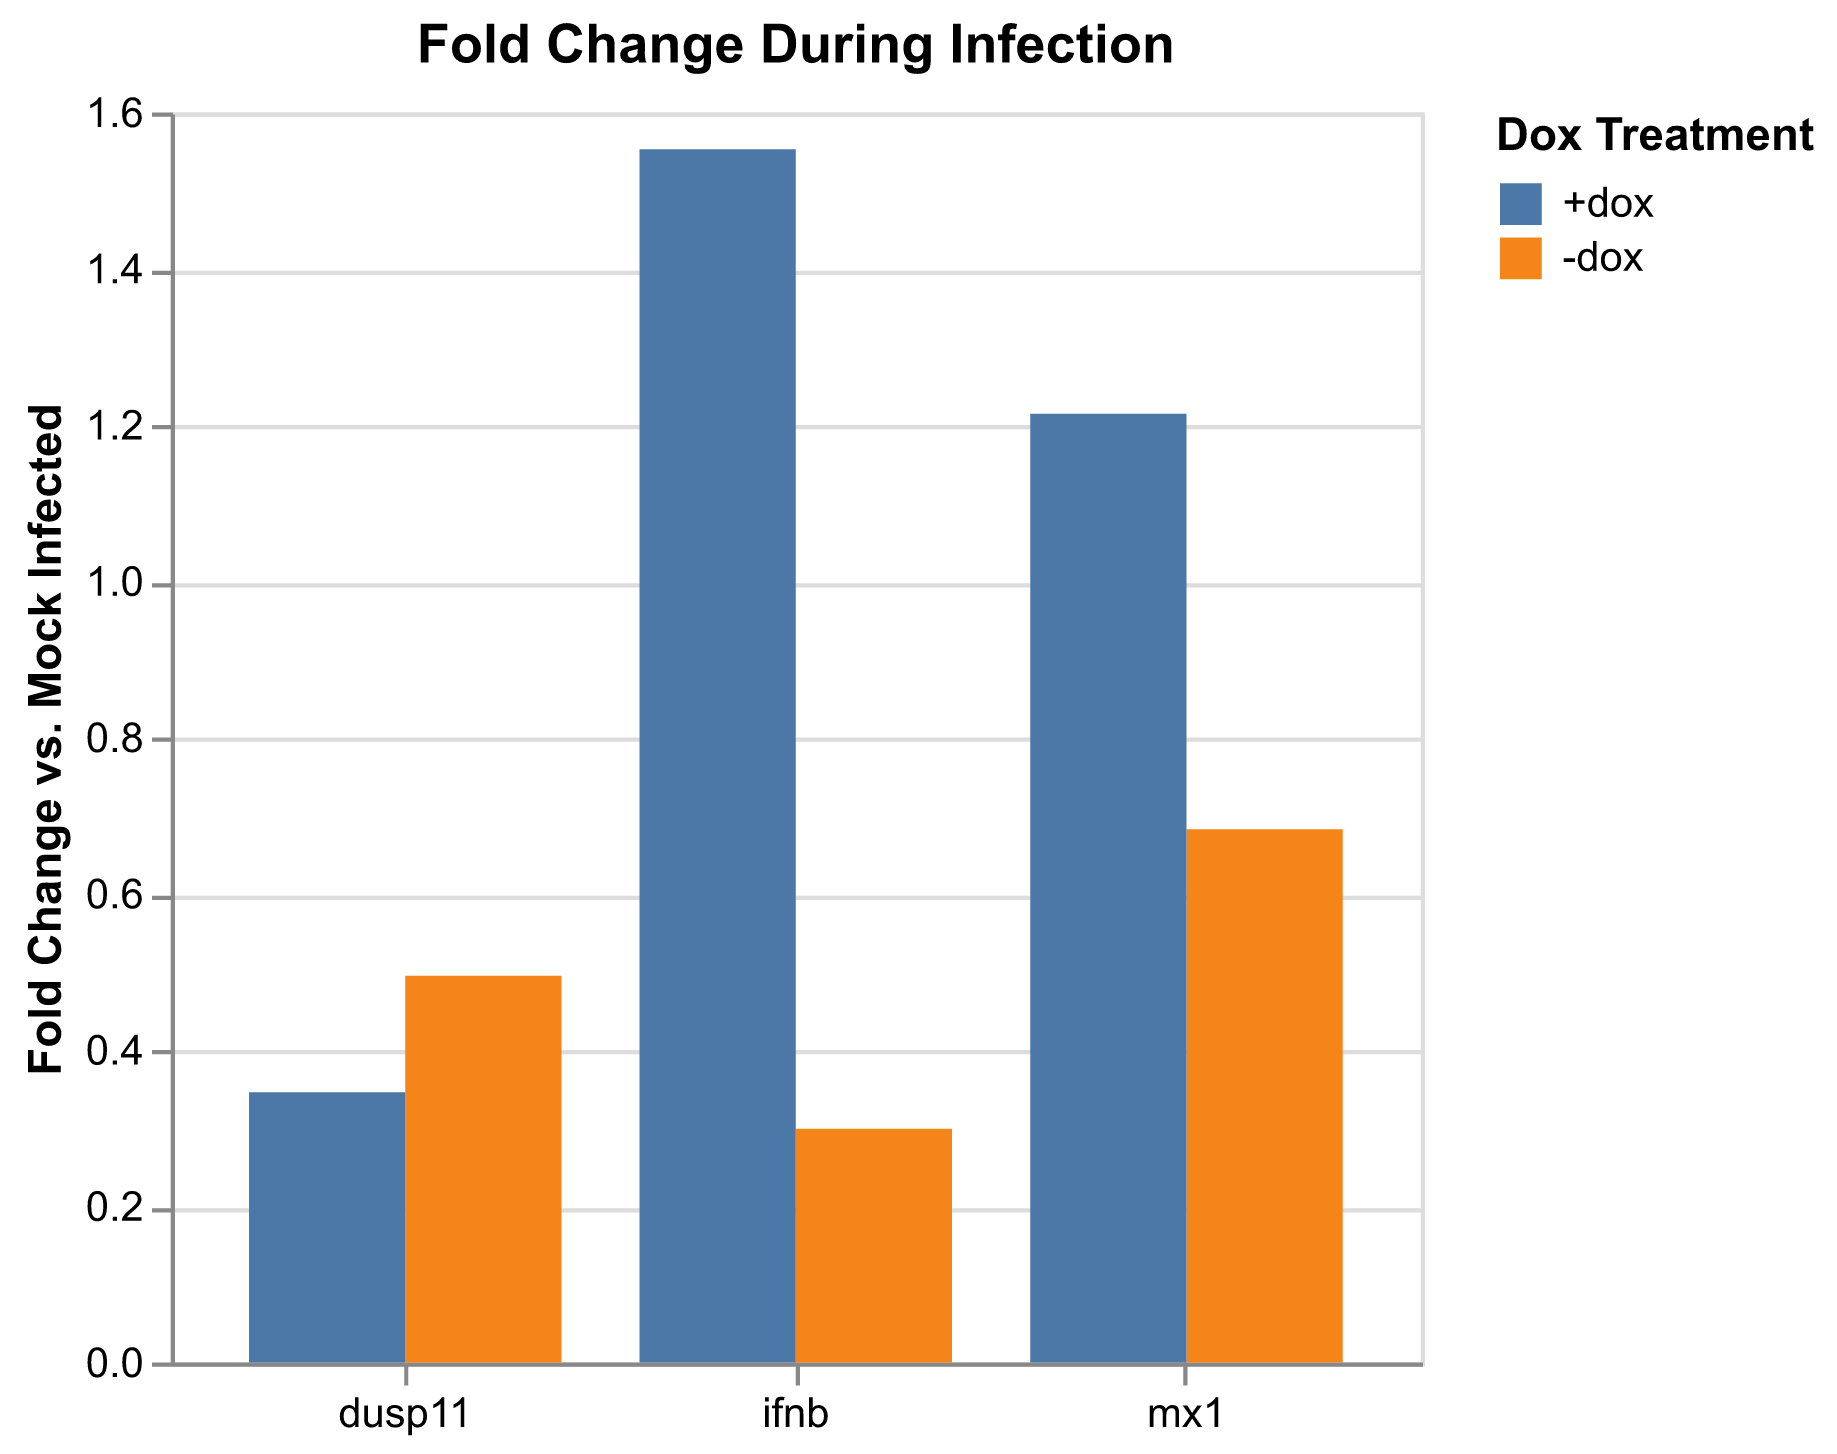 Fold Change During Infection
Fold Change vs. Mock Infected
1.6
1.4
1.2
1.0
0.8
0.6
0.4
0.2
0.0
dusp11
ifnb
mx1
Dox Treatment
+dox
-dox